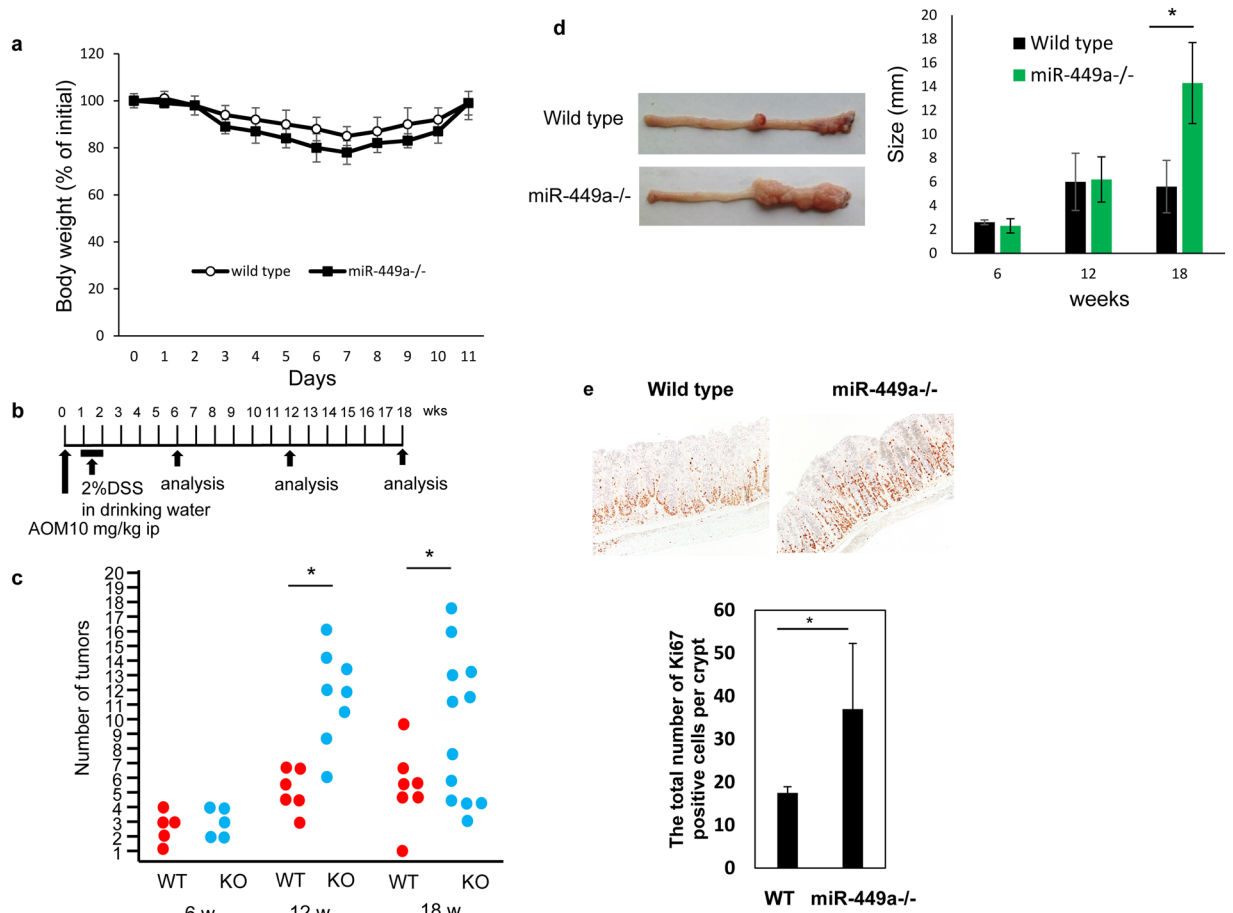 a
120
100
80
60
40
20
0
Body weight (% of initial)
wild type
miR-449a-/-
0 1 2 3 4 5 6 7 8 9 10 11
Days
b
0 1 2 3 4 5 6 7 8 9 10 11 12 13 14 15 16 17 18 wks
2%DSS
in drinking water
AOM10 mg/kg ip
analysis
analysis
analysis
c
20
19
18
17
16
15
14
13
12
11
10
9
8
7
6
5
4
3
2
1
Number of tumors
*
*
WT KO WT KO WT KO
6 w 12 w 18 w
d
Wild type
miR-449a-/-
20
18
16
14
12
10
8
6
4
2
0
Size (mm)
Wild type
miR-449a-/-
*
6 12 18
weeks
e
Wild type miR-449a-/-
60
50
40
30
20
10
0
The total number of Ki67
positive cells per crypt
*
WT miR-449a-/-